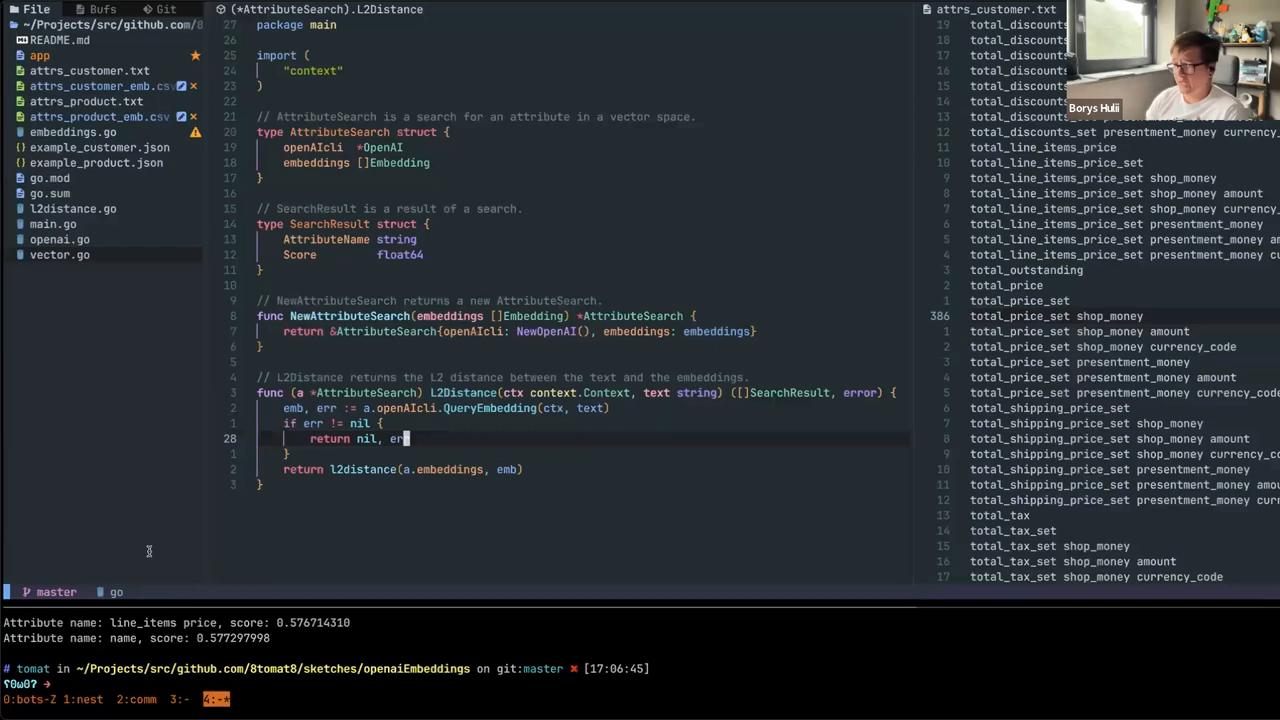 File Bufs Git
~/Projects/src/github.com/8
README.md
app
attrs_customer.txt
attrs_customer_emb.csv
attrs_product.txt
attrs_product_emb.csv
embeddings.go
example_customer.json
example_product.json
go.mod
go.sum
l2distance.go
main.go
openai.go
vector.go
(*AttributeSearch).L2Distance
27 package main
26
25 import (
24 "context"
23 )
22
21 // AttributeSearch is a search for an attribute in a vector space.
20 type AttributeSearch struct {
19 openAIcli *OpenAI
18 embeddings []Embedding
17 }
16
15 // SearchResult is a result of a search.
14 type SearchResult struct {
13 AttributeName string
12 Score float64
11 }
10
9 // NewAttributeSearch returns a new AttributeSearch.
8 func NewAttributeSearch(embeddings []Embedding) *AttributeSearch {
7 return &AttributeSearch{openAIcli: NewOpenAI(), embeddings: embeddings}
6 }
5
4 // L2Distance returns the L2 distance between the text and the embeddings.
3 func (a *AttributeSearch) L2Distance(ctx context.Context, text string) ([]SearchResult, error) {
2 emb, err := a.openAIcli.QueryEmbedding(ctx, text)
1 if err != nil {
28 return nil, err
1 }
2 return l2distance(a.embeddings, emb)
3 }
attrs_customer.txt
19 total_discounts
18 total_discounts
17 total_discounts
16 total_discounts
15 total_discounts
14 total_discounts
13 total_discounts
12 total_discounts_set presentment_money currency_
11 total_line_items_price
10 total_line_items_price_set
9 total_line_items_price_set shop_money
8 total_line_items_price_set shop_money amount
7 total_line_items_price_set shop_money currency_
6 total_line_items_price_set presentment_money
5 total_line_items_price_set presentment_money am
4 total_line_items_price_set presentment_money cu
3 total_outstanding
2 total_price
1 total_price_set
386 total_price_set shop_money
1 total_price_set shop_money amount
2 total_price_set shop_money currency_code
3 total_price_set presentment_money
4 total_price_set presentment_money amount
5 total_price_set presentment_money currency_code
6 total_shipping_price_set
7 total_shipping_price_set shop_money
8 total_shipping_price_set shop_money amount
9 total_shipping_price_set shop_money currency_co
10 total_shipping_price_set presentment_money
11 total_shipping_price_set presentment_money amou
12 total_shipping_price_set presentment_money curr
13 total_tax
14 total_tax_set
15 total_tax_set shop_money
16 total_tax_set shop_money amount
17 total_tax_set shop_money currency_code
Borys Hulii
master go
Attribute name: line_items price, score: 0.576714310
Attribute name: name, score: 0.577297998
# tomat in ~/Projects/src/github.com/8tomat8/sketches/openaiEmbeddings on git:master ✖ [17:06:45]
ʕ0ω0ʔ →
0:bots-Z 1:nest 2:comm 3:- 4:-*